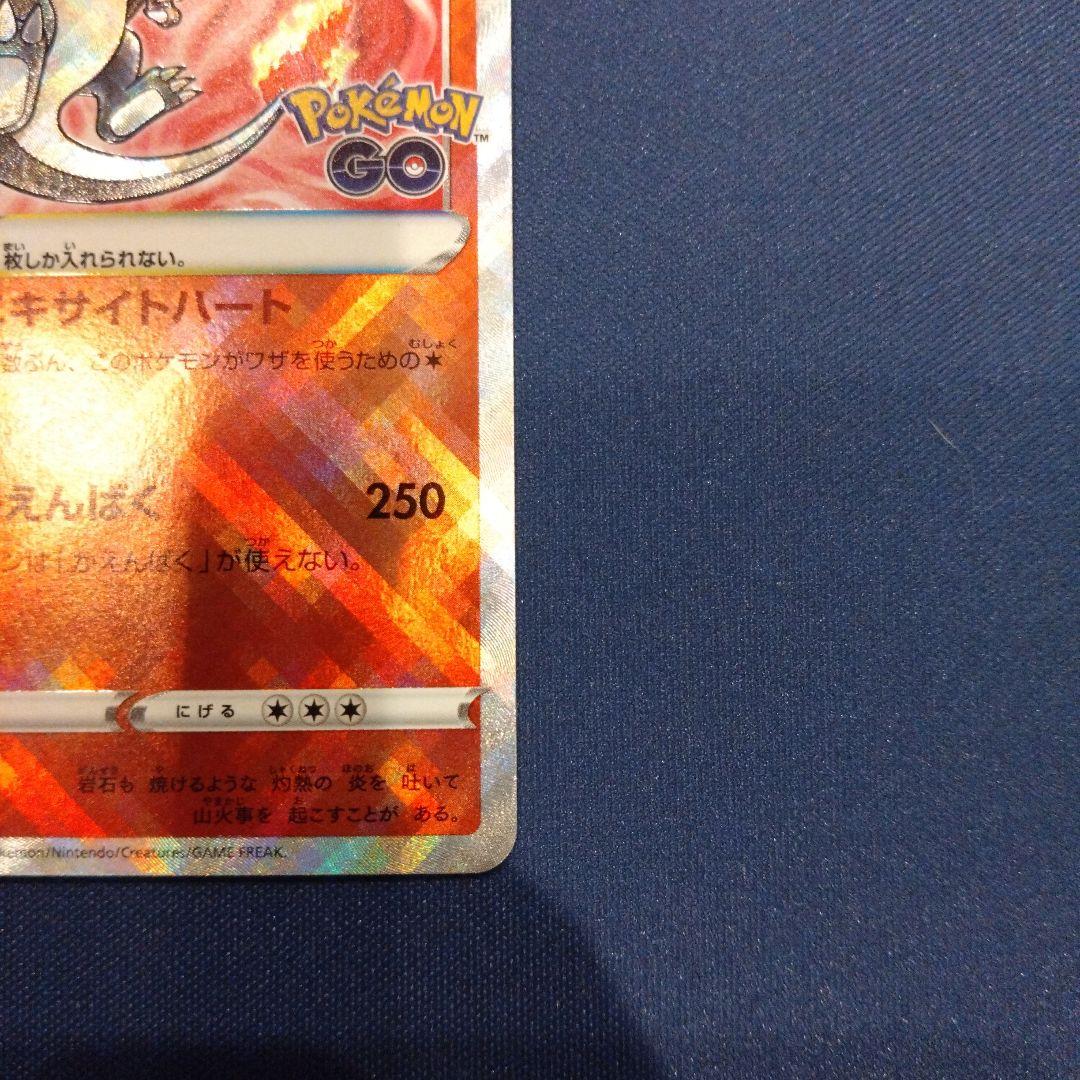 POKéMON™
GO
枚しか入れられない。
キサイトハート
数ぶん、このポケモンがワザを使うための
えんばく 250
ンは「かえんばく」が使えない。
にげる
岩石も 焼けるような 灼熱の 炎を 吐いて
山火事を 起こすことが ある。
okémon/Nintendo/Creatures/GAME FREAK.